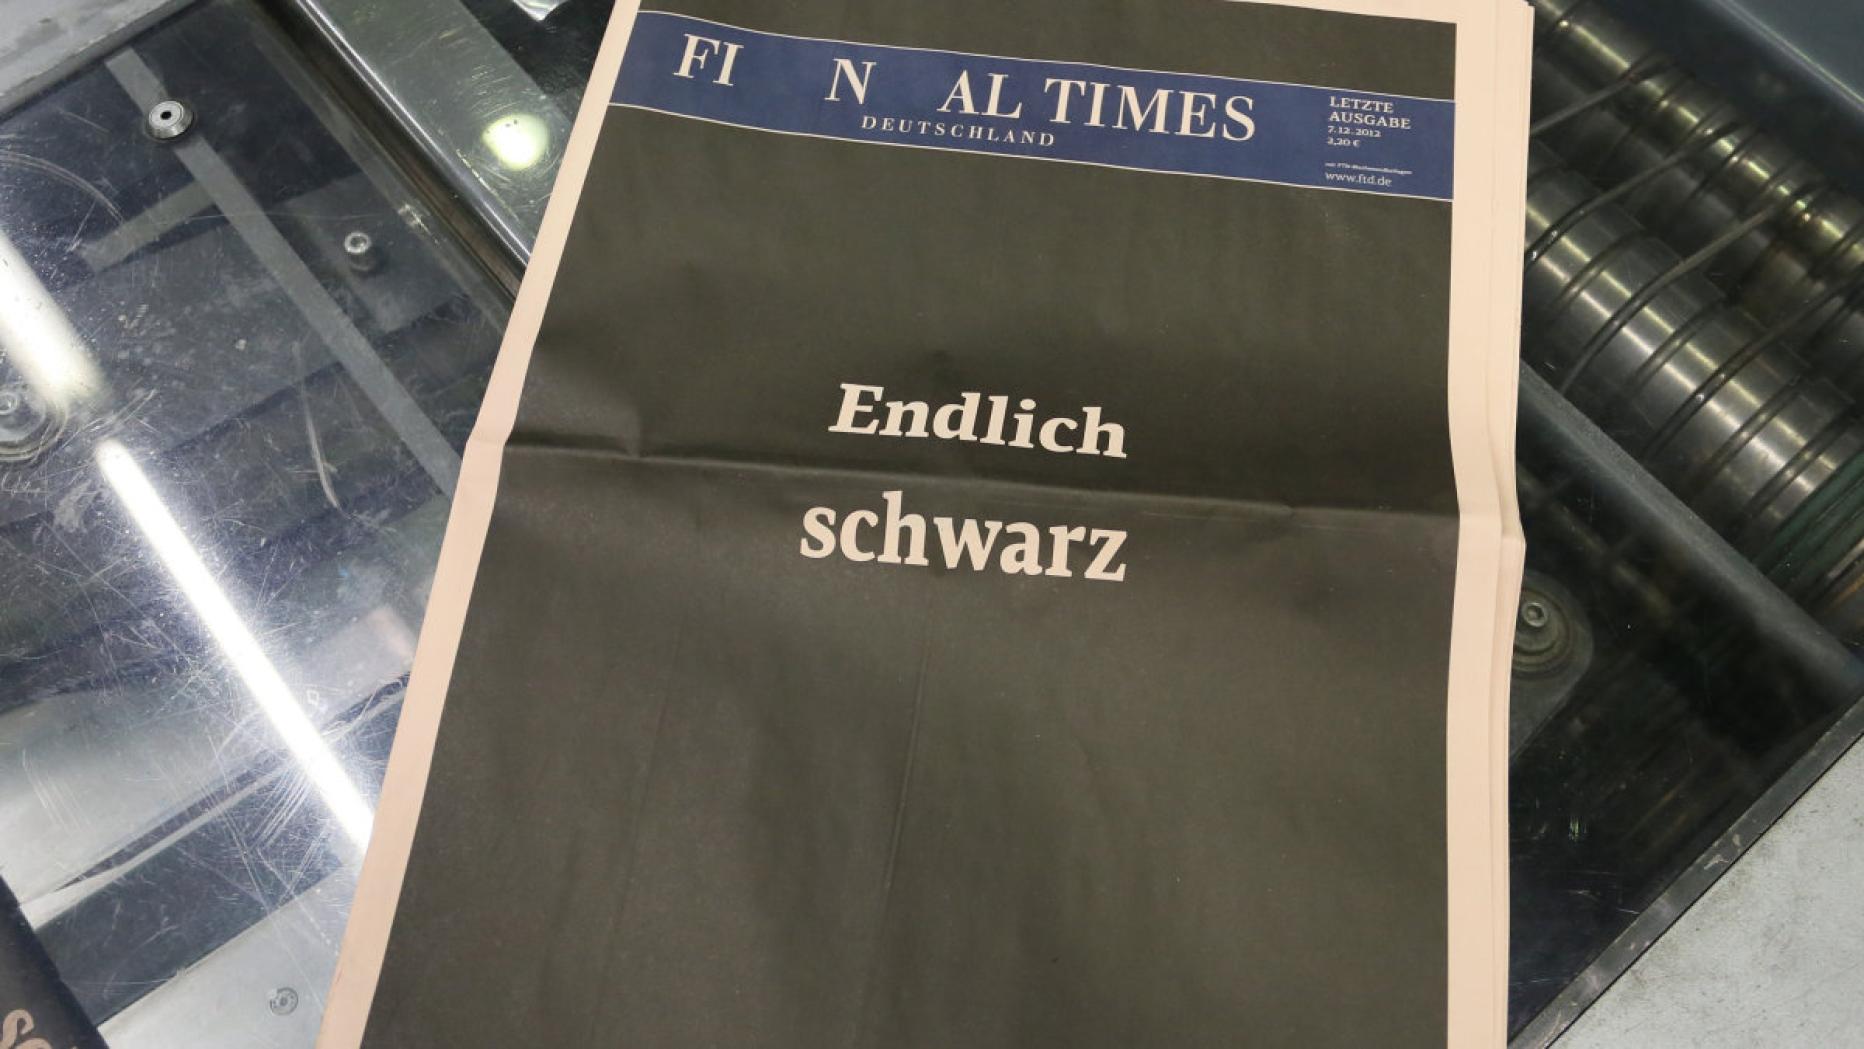 FI N AL TIMES
DEUTSCHLAND
LETZTE
AUSGABE
7.12.2012
2,20 €
www.ftd.de
Endlich
schwarz